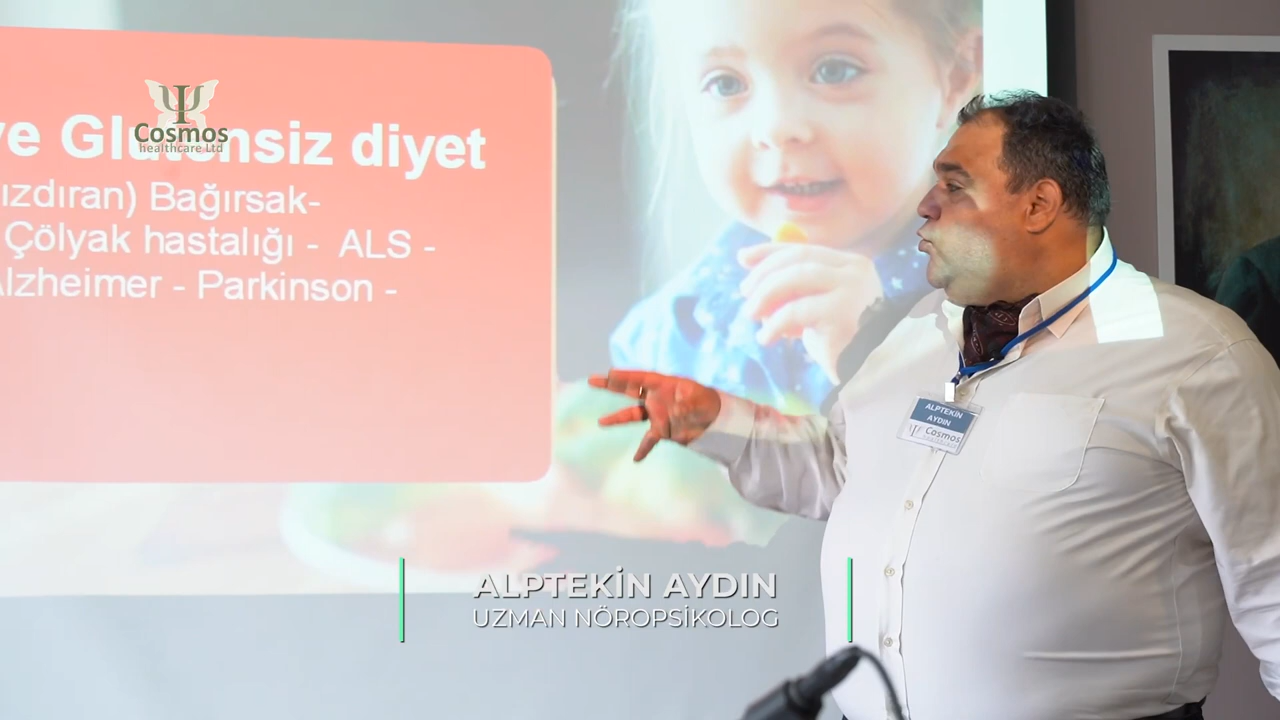 Cosmos
healthcare Ltd
ve Glutensiz diyet
ızdıran) Bağırsak-
Çölyak hastalığı - ALS -
Alzheimer - Parkinson -
ALPTEKİN
AYDIN
Cosmos
ALPTEKİN AYDIN
UZMAN NÖROPSİKOLOG